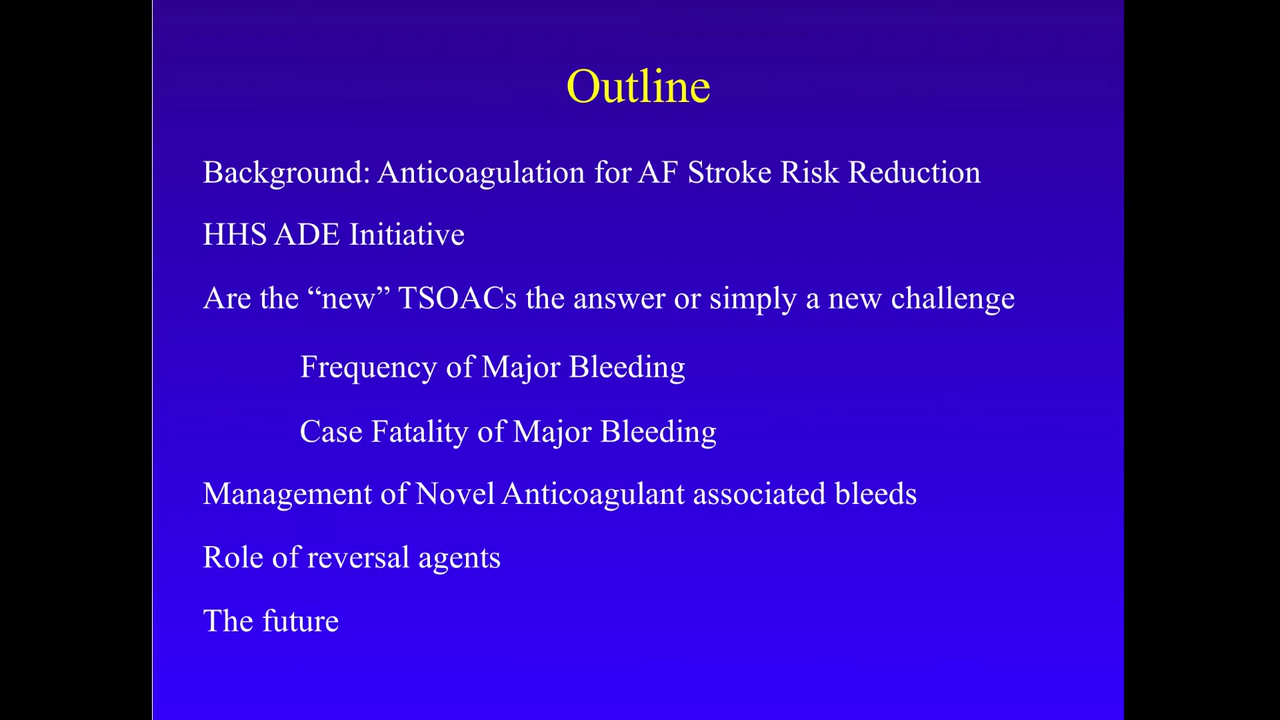 Outline
Background: Anticoagulation for AF Stroke Risk Reduction
HHS ADE Initiative
Are the “new” TSOACs the answer or simply a new challenge
Frequency of Major Bleeding
Case Fatality of Major Bleeding
Management of Novel Anticoagulant associated bleeds
Role of reversal agents
The future